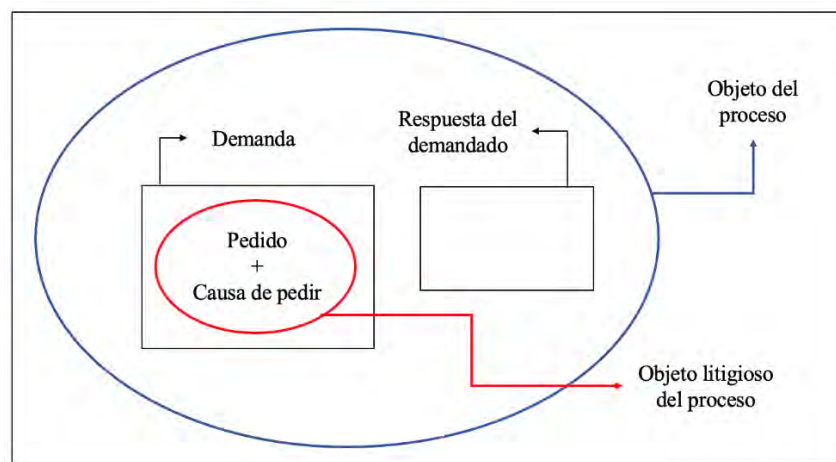 Objeto del
proceso
Demanda
Respuesta del
demandado
Pedido
+
Causa de pedir
Objeto litigioso
del proceso